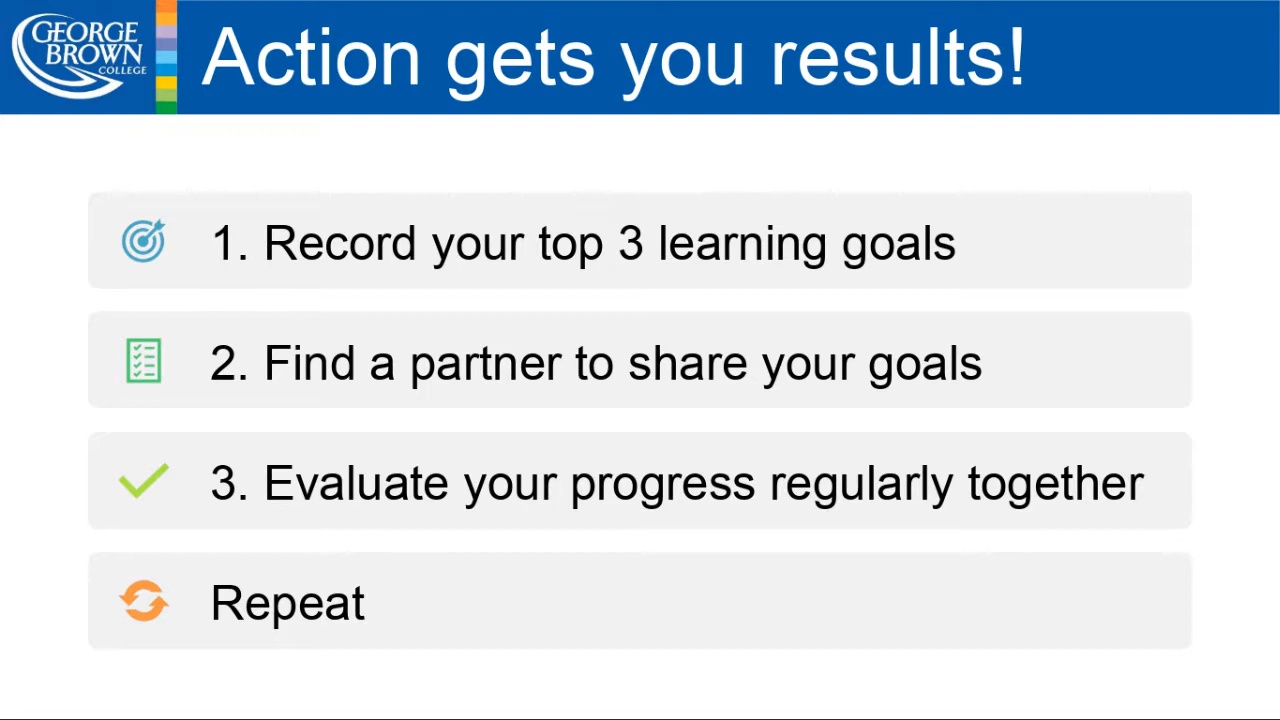 GEORGE
BROWN
COLLEGE
Action gets you results!
1. Record your top 3 learning goals
2. Find a partner to share your goals
3. Evaluate your progress regularly together
Repeat